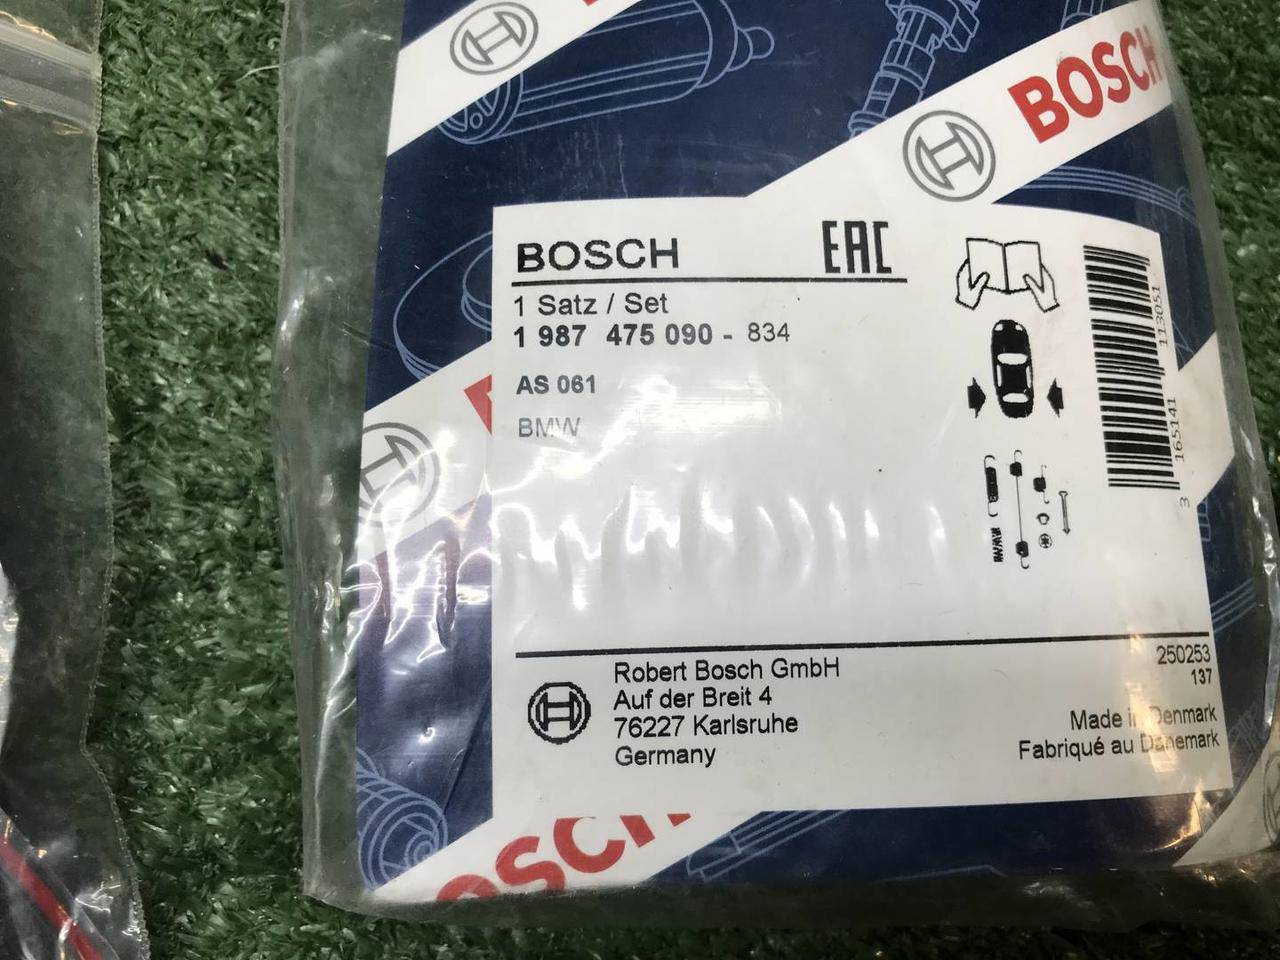 BOSCH
BOSCH EAC
1 Satz / Set
1 987 475 090 - 834
AS 061
BMW
3 165141 113051
Robert Bosch GmbH
Auf der Breit 4
76227 Karlsruhe
Germany
250253
137
Made in Denmark
Fabriqué au Danemark
BOSCH